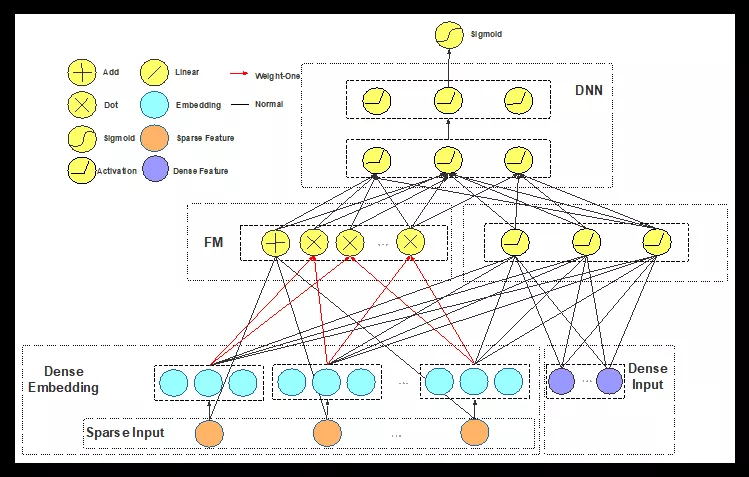 Sigmoid
Add
Linear
Weight-One
Dot
Embedding
Normal
Sigmoid
Sparse Feature
Activation
Dense Feature
DNN
FM
...
Dense
Embedding
...
...
Dense
Input
Sparse Input
...